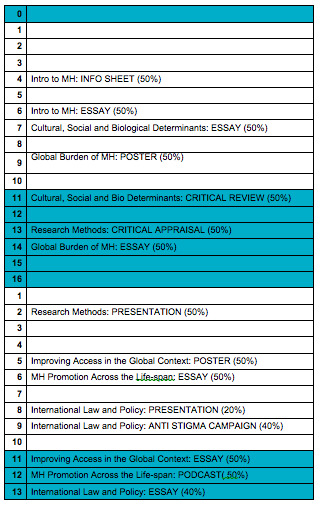 0
1
2
3
4 Intro to MH: INFO SHEET (50%)
5
6 Intro to MH: ESSAY (50%)
7 Cultural, Social and Biological Determinants: ESSAY (50%)
8
9 Global Burden of MH: POSTER (50%)
10
11 Cultural, Social and Bio Determinants: CRITICAL REVIEW (50%)
12
13 Research Methods: CRITICAL APPRAISAL (50%)
14 Global Burden of MH: ESSAY (50%)
15
16
1
2 Research Methods: PRESENTATION (50%)
3
4
5 Improving Access in the Global Context: POSTER (50%)
6 MH Promotion Across the Life-span: ESSAY (50%)
7
8 International Law and Policy: PRESENTATION (20%)
9 International Law and Policy: ANTI STIGMA CAMPAIGN (40%)
10
11 Improving Access in the Global Context: ESSAY (50%)
12 MH Promotion Across the Life-span: PODCAST( 50%)
13 International Law and Policy: ESSAY (40%)